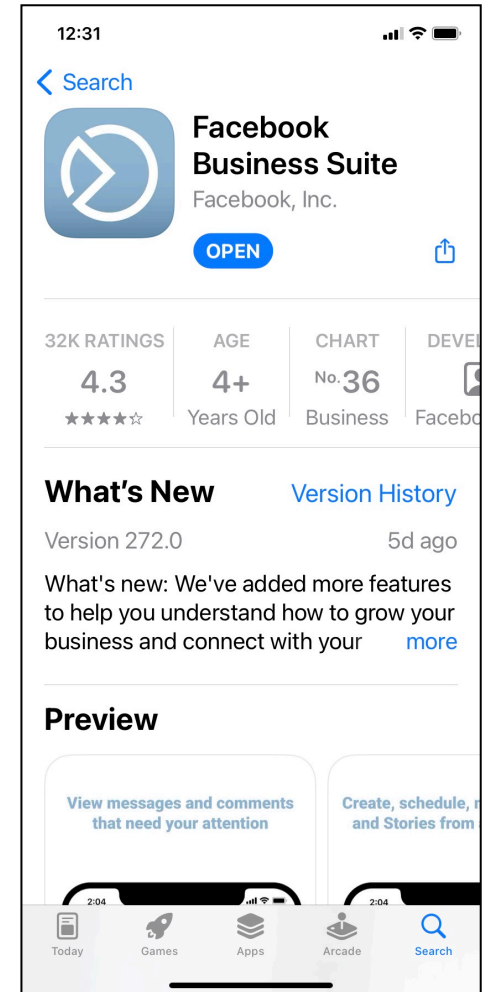 12:31
Search
Facebook
Business Suite
Facebook, Inc.
OPEN
32K RATINGS AGE CHART DEVEL
4.3 4+ No.36
Years Old Business Facebo
What's New Version History
Version 272.0 5d ago
What's new: We've added more features
to help you understand how to grow your
business and connect with your more
Preview
View messages and comments Create, schedule,
that need your attention and Stories from
2:04 2:04
Today Games Apps Arcade Search